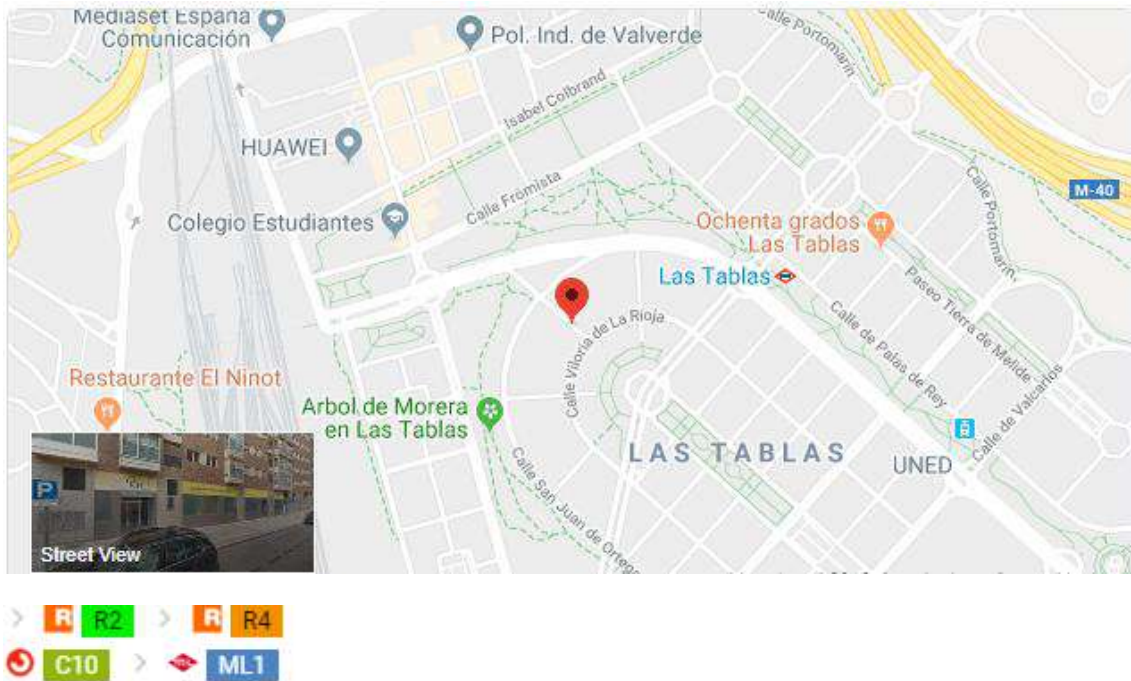 Mediaset España
Comunicación
Pol. Ind. de Valverde
Calle Portomarín
Isabel Colbrand
HUAWEI
M-40
Calle Fromista
Colegio Estudiantes
Calle Portomarín
Ochenta grados
Las Tablas
Las Tablas
Paseo Tierra de Melide
Calle Viloria de La Rioja
Calle de Palas de Rey
Restaurante El Ninot
Arbol de Morera
en Las Tablas
Calle de Valcarlos
LAS TABLAS
UNED
Calle San Juan de Ortega
P
Street View
> R R2 > R R4
C10 > ML1